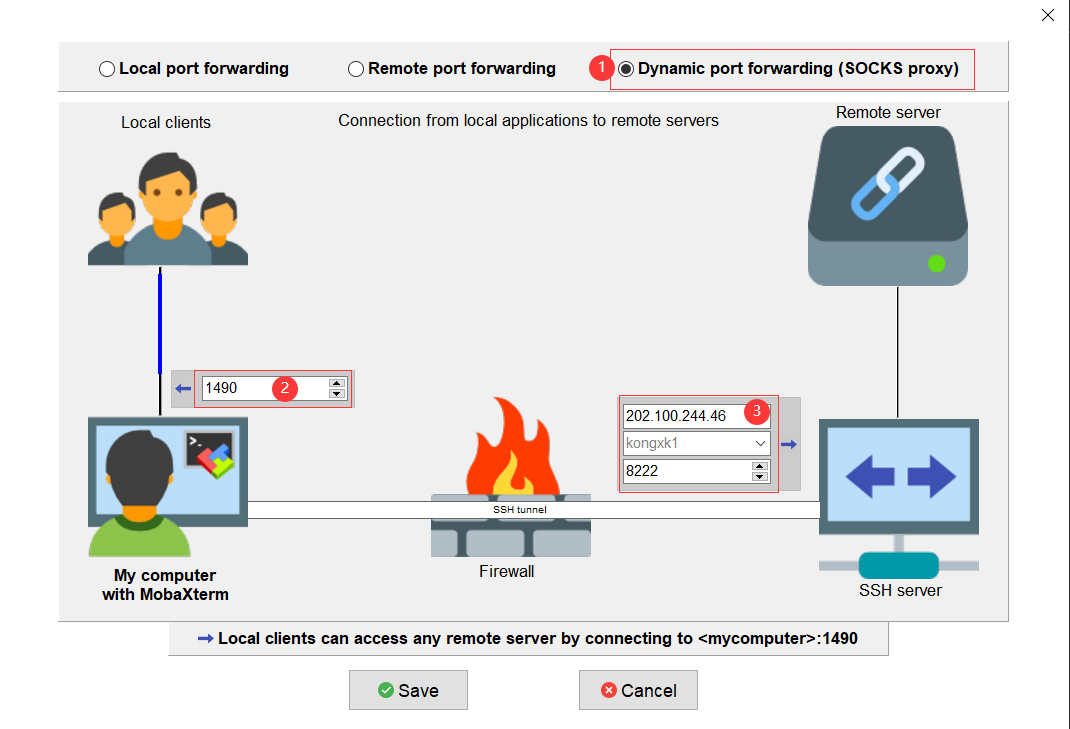 Local port forwarding
Remote port forwarding
1
Dynamic port forwarding (SOCKS proxy)
Local clients
Connection from local applications to remote servers
Remote server
1490
2
202.100.244.46
3
kongxk1
8222
>_
SSH tunnel
Firewall
My computer
with MobaXterm
SSH server
Local clients can access any remote server by connecting to <mycomputer>:1490
Save
Cancel